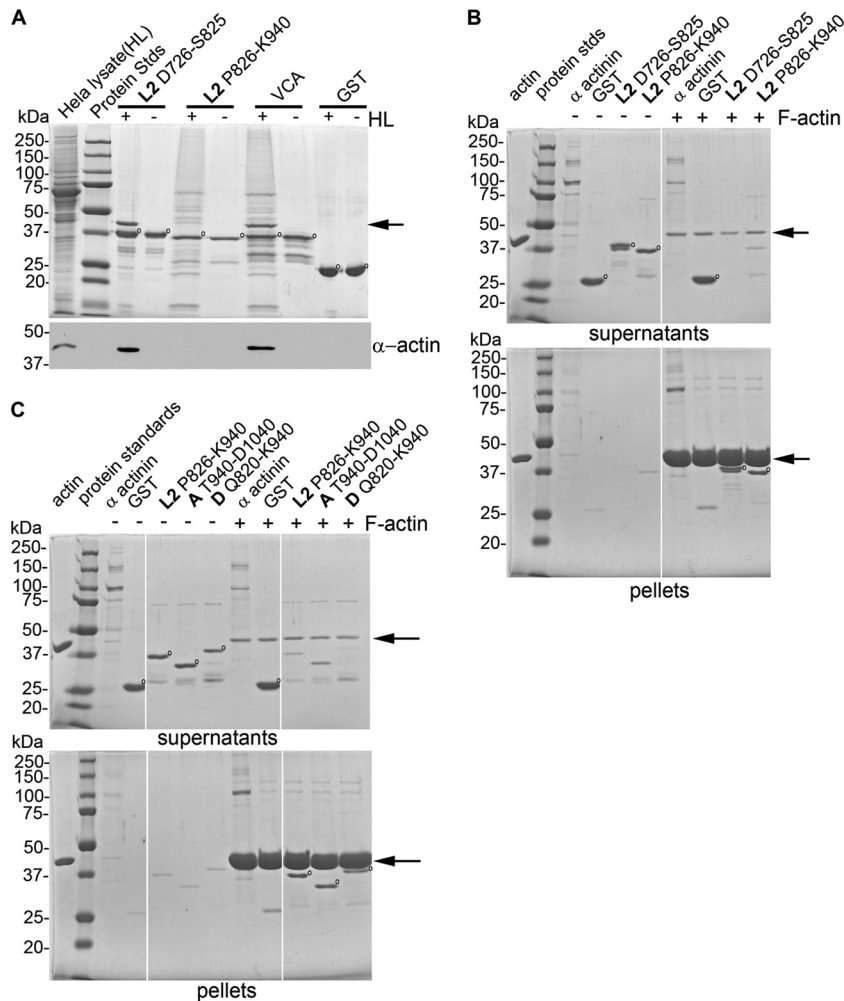 A
Hela lysate(HL)
Protein Stds
L2 D726-S825
L2 P826-K940
VCA
GST
kDa
+ - + - + - + - HL
250-
150-
100-
75-
50-
37-
25-
20-
50-
37-
α-actin
B
actin
protein stds
α actinin
GST
L2 D726-S825
L2 P826-K940
α actinin
GST
L2 D726-S825
L2 P826-K940
kDa
- - - - + + + + F-actin
250-
150-
100-
75-
50-
37-
25-
20-
supernatants
kDa
250-
150-
100-
75-
50-
37-
25-
20-
pellets
C
actin
protein standards
α actinin
GST
L2 P826-K940
A T940-D1040
D Q820-K940
α actinin
GST
L2 P826-K940
A T940-D1040
D Q820-K940
kDa
- - - - - + + + + + F-actin
250-
150-
100-
75-
50-
37-
25-
20-
supernatants
kDa
250-
150-
100-
75-
50-
37-
25-
20-
pellets